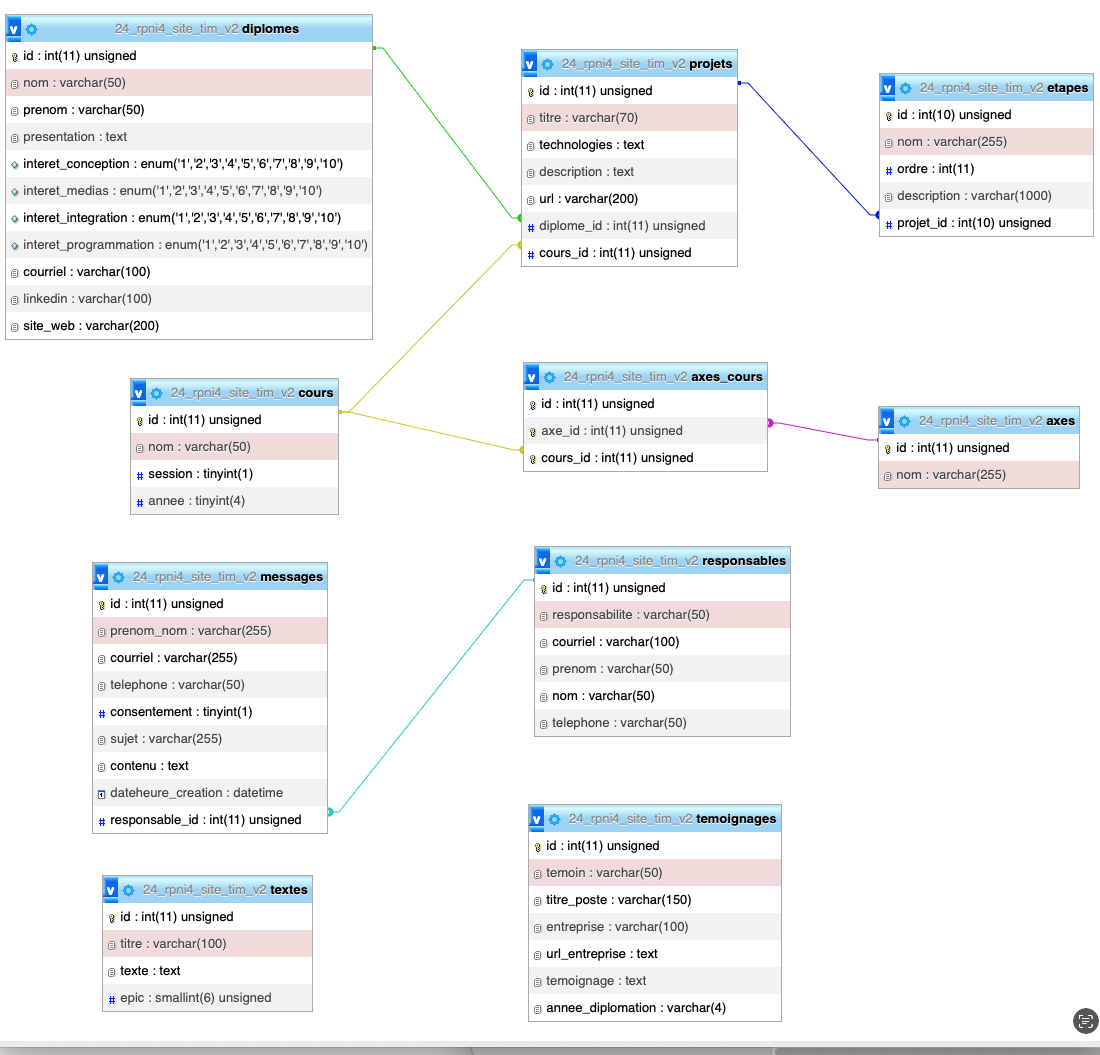 v 24_rpni4_site_tim_v2 diplomes
id : int(11) unsigned
nom : varchar(50)
prenom : varchar(50)
presentation : text
interet_conception : enum('1','2','3','4','5','6','7','8','9','10')
interet_medias : enum('1','2','3','4','5','6','7','8','9','10')
interet_integration : enum('1','2','3','4','5','6','7','8','9','10')
interet_programmation : enum('1','2','3','4','5','6','7','8','9','10')
courriel : varchar(100)
linkedin : varchar(100)
site_web : varchar(200)
v 24_rpni4_site_tim_v2 projets
id : int(11) unsigned
titre : varchar(70)
technologies : text
description : text
url : varchar(200)
# diplome_id : int(11) unsigned
# cours_id : int(11) unsigned
v 24_rpni4_site_tim_v2 etapes
id : int(10) unsigned
nom : varchar(255)
# ordre : int(11)
description : varchar(1000)
# projet_id : int(10) unsigned
v 24_rpni4_site_tim_v2 cours
id : int(11) unsigned
nom : varchar(50)
# session : tinyint(1)
# annee : tinyint(4)
v 24_rpni4_site_tim_v2 axes_cours
id : int(11) unsigned
axe_id : int(11) unsigned
cours_id : int(11) unsigned
v 24_rpni4_site_tim_v2 axes
id : int(11) unsigned
nom : varchar(255)
v 24_rpni4_site_tim_v2 messages
id : int(11) unsigned
prenom_nom : varchar(255)
courriel : varchar(255)
telephone : varchar(50)
# consentement : tinyint(1)
sujet : varchar(255)
contenu : text
dateheure_creation : datetime
# responsable_id : int(11) unsigned
v 24_rpni4_site_tim_v2 responsables
id : int(11) unsigned
responsabilite : varchar(50)
courriel : varchar(100)
prenom : varchar(50)
nom : varchar(50)
telephone : varchar(50)
v 24_rpni4_site_tim_v2 textes
id : int(11) unsigned
titre : varchar(100)
texte : text
# epic : smallint(6) unsigned
v 24_rpni4_site_tim_v2 temoignages
id : int(11) unsigned
temoin : varchar(50)
titre_poste : varchar(150)
entreprise : varchar(100)
url_entreprise : text
temoignage : text
annee_diplomation : varchar(4)